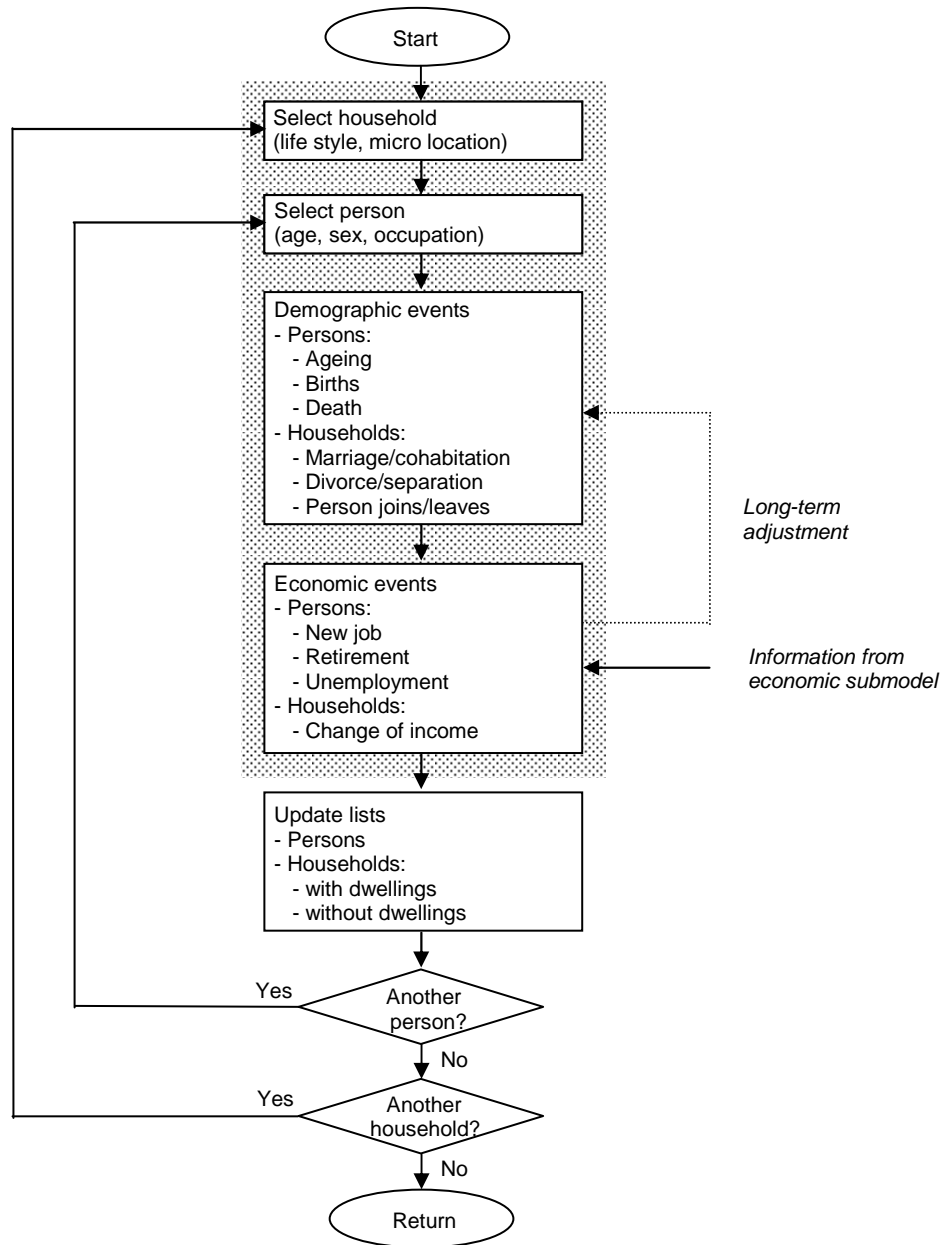 Start
Select household
(life style, micro location)
Select person
(age, sex, occupation)
Demographic events
- Persons:
- Ageing
- Births
- Death
- Households:
- Marriage/cohabitation
- Divorce/separation
- Person joins/leaves
Long-term
adjustment
Economic events
- Persons:
- New job
- Retirement
- Unemployment
- Households:
- Change of income
Information from
economic submodel
Update lists
- Persons
- Households:
- with dwellings
- without dwellings
Yes
Another
person?
No
Yes
Another
household?
No
Return